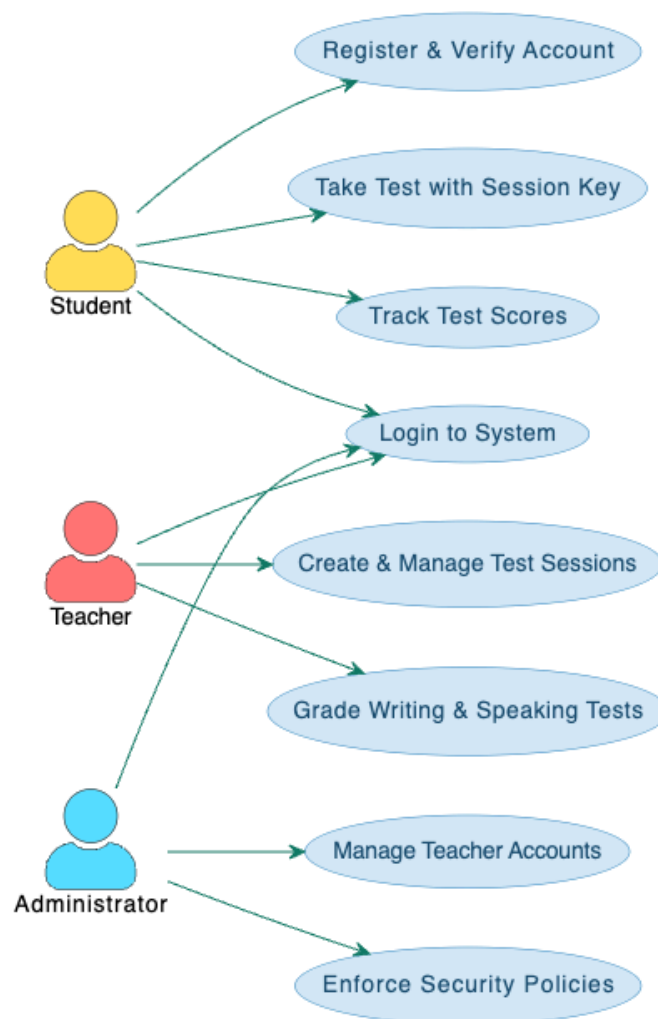 Register & Verify Account
Take Test with Session Key
Student
Track Test Scores
Login to System
Create & Manage Test Sessions
Teacher
Grade Writing & Speaking Tests
Manage Teacher Accounts
Administrator
Enforce Security Policies